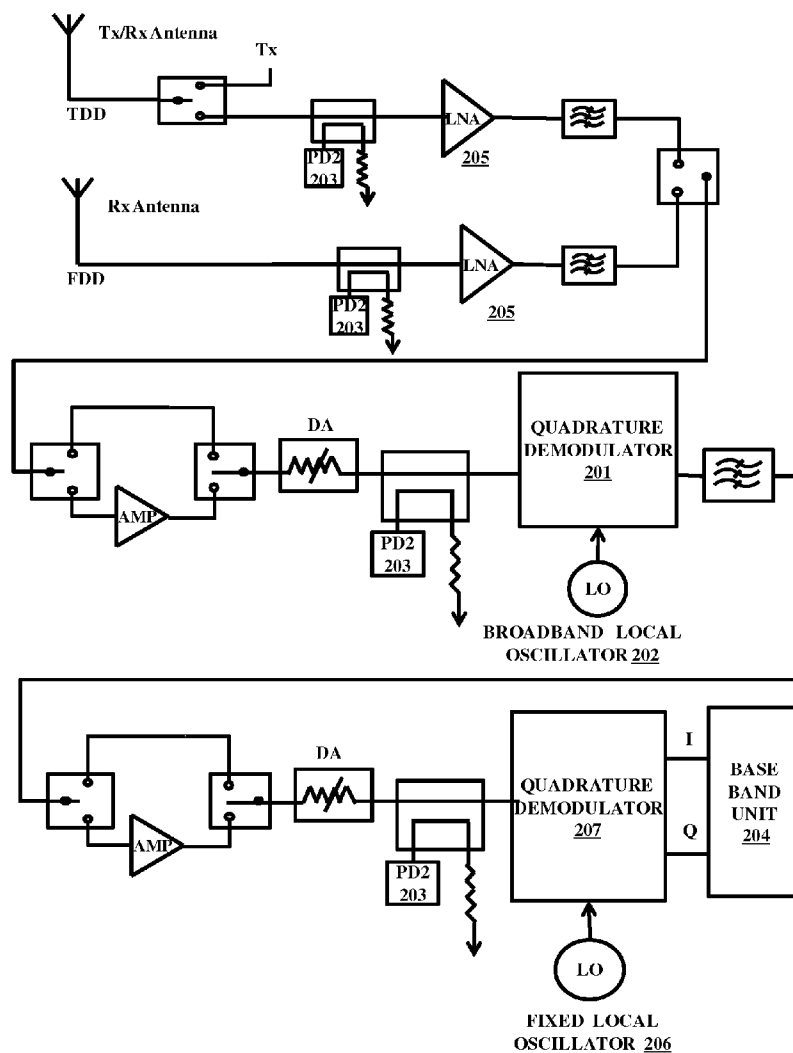 Tx/Rx Antenna
Tx
TDD
LNA
PD2
203
205
Rx Antenna
FDD
LNA
PD2
203
205
DA
QUADRATURE
DEMODULATOR
201
AMP
PD2
203
LO
BROADBAND LOCAL
OSCILLATOR 202
DA
QUADRATURE
DEMODULATOR
207
I
Q
BASE
BAND
UNIT
204
AMP
PD2
203
LO
FIXED LOCAL
OSCILLATOR 206